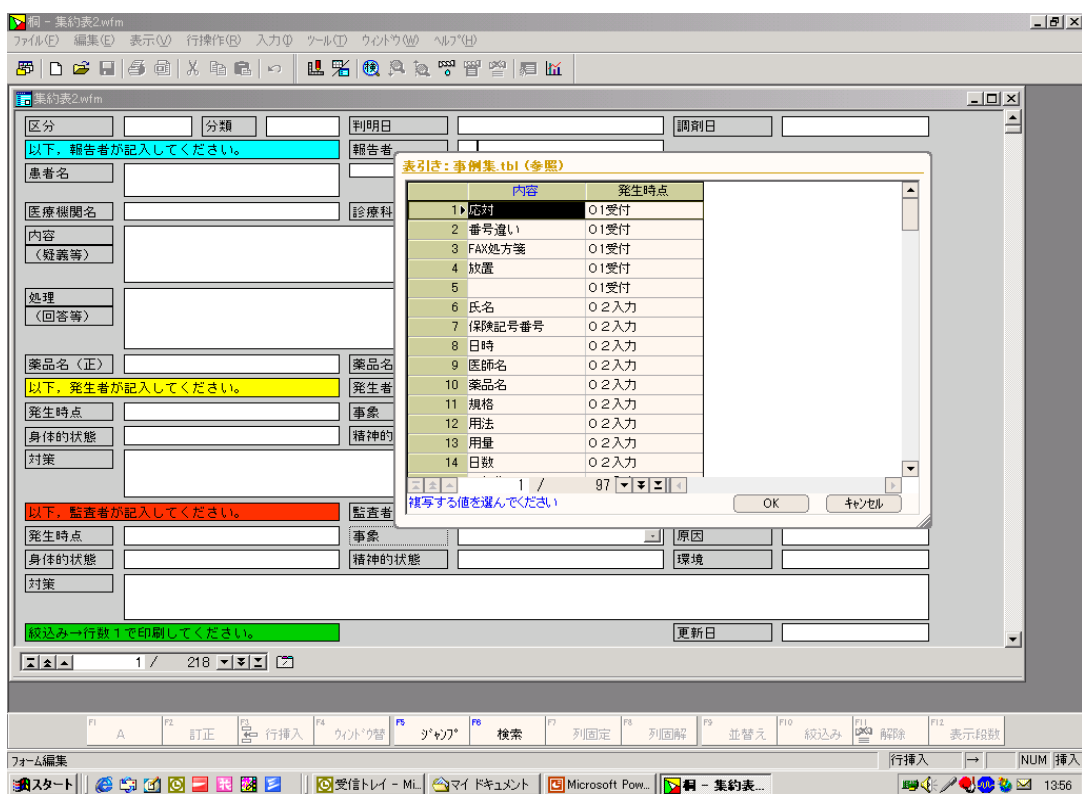 桐 - 集約表2.wfm
ファイル(F) 編集(E) 表示(V) 行操作(R) 入力(I) ツール(T) ウィンドウ(W) ヘルプ(H)
集約表2.wfm
区分 分類 判明日 調剤日
以下，報告者が記入してください。 報告者
患者名
医療機関名 診療科
内容
（疑義等）
処理
（回答等）
薬品名（正） 薬品名
以下，発生者が記入してください。 発生者
発生時点 事象
身体的状態 精神的
対策
以下，監査者が記入してください。 監査者
発生時点 事象 原因
身体的状態 精神的状態 環境
対策
絞込み→行数１で印刷してください。 更新日
1 / 218
表引き：事例集.tbl（参照）
内容 発生時点
1 応対 ０1受付
2 番号違い ０1受付
3 FAX処方箋 ０1受付
4 放置 ０1受付
5 ０1受付
6 氏名 ０２入力
7 保険記号番号 ０２入力
8 日時 ０２入力
9 医師名 ０２入力
10 薬品名 ０２入力
11 規格 ０２入力
12 用法 ０２入力
13 用量 ０２入力
14 日数 ０２入力
1 / 97
複写する値を選んでください OK キャンセル
F1 A F2 訂正 F3 行挿入 F4 ウィンドウ替 F5 ジャンプ F6 検索 F7 列固定 F8 列固解 F9 並替え F10 絞込み F11 解除 F12 表示段数
フォーム編集 行挿入 → NUM 挿入
スタート 受信トレイ - Mi... マイ ドキュメント Microsoft Pow... 桐 - 集約表... 13:56